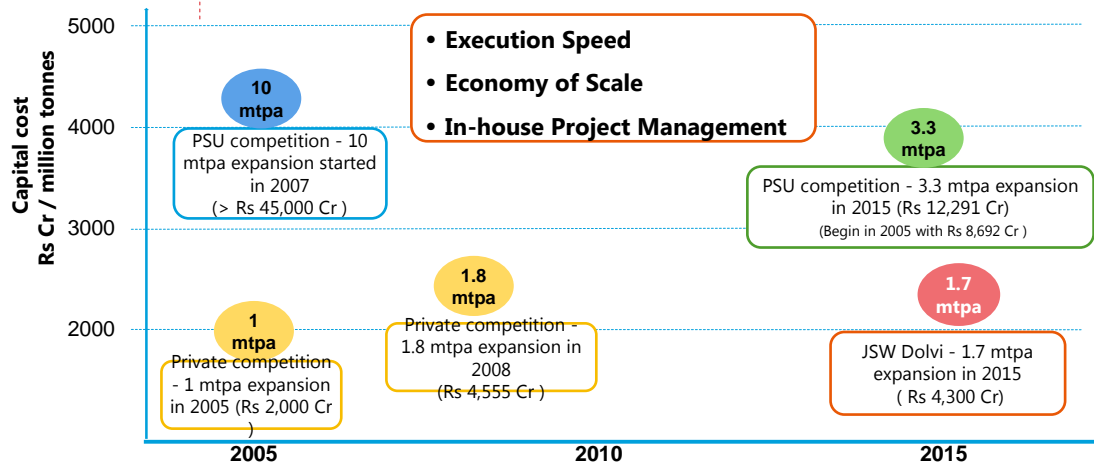 Capital cost
Rs Cr / million tonnes
5000
4000
3000
2000
• Execution Speed
• Economy of Scale
• In-house Project Management
10
mtpa
PSU competition - 10
mtpa expansion started
in 2007
(> Rs 45,000 Cr )
3.3
mtpa
PSU competition - 3.3 mtpa expansion
in 2015 (Rs 12,291 Cr)
(Begin in 2005 with Rs 8,692 Cr )
1
mtpa
Private competition
- 1 mtpa expansion
in 2005 (Rs 2,000 Cr
)
1.8
mtpa
Private competition -
1.8 mtpa expansion in
2008
(Rs 4,555 Cr )
1.7
mtpa
JSW Dolvi - 1.7 mtpa
expansion in 2015
( Rs 4,300 Cr)
2005
2010
2015